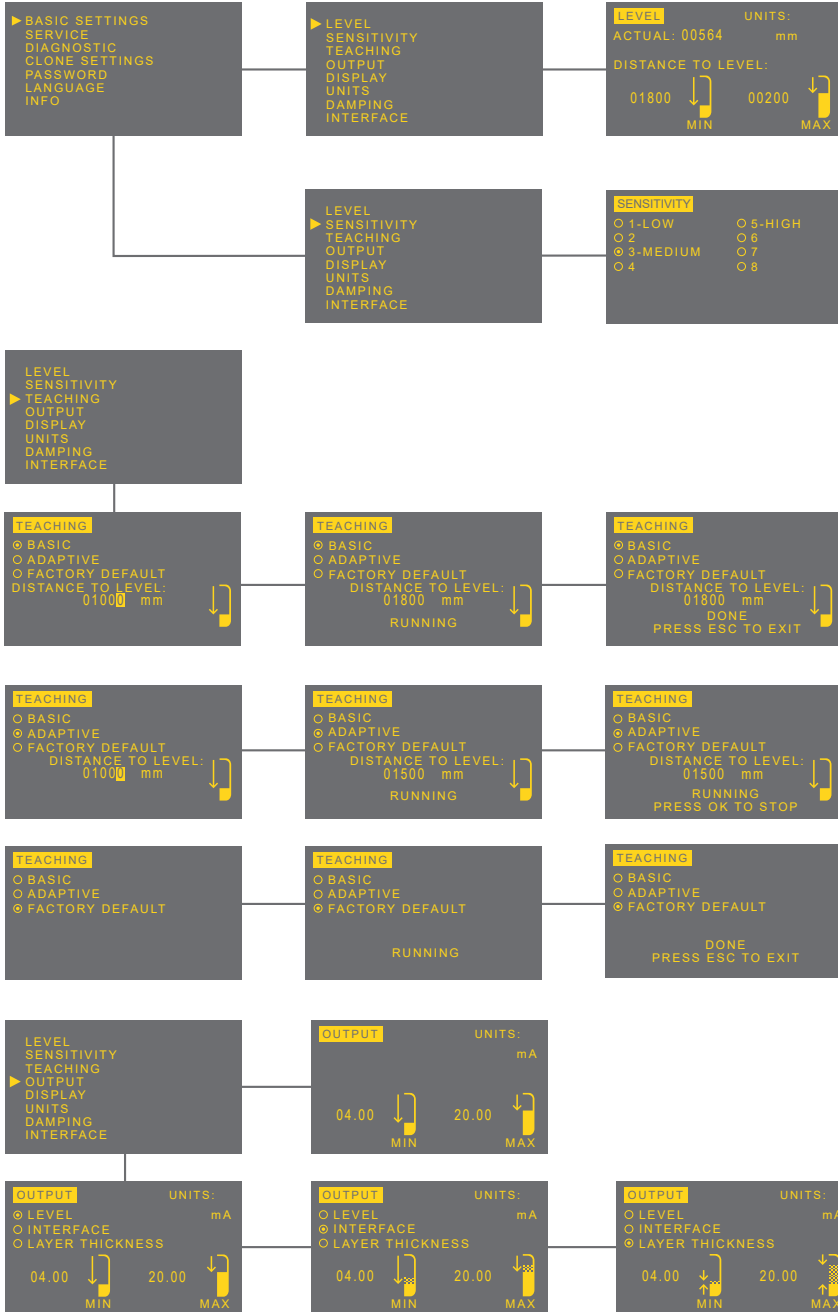 BASIC SETTINGS
SERVICE
DIAGNOSTIC
CLONE SETTINGS
PASSWORD
LANGUAGE
INFO
LEVEL
SENSITIVITY
TEACHING
OUTPUT
DISPLAY
UNITS
DAMPING
INTERFACE
LEVEL UNITS:
ACTUAL: 00564 mm
DISTANCE TO LEVEL:
01800 00200
MIN MAX
LEVEL
SENSITIVITY
TEACHING
OUTPUT
DISPLAY
UNITS
DAMPING
INTERFACE
SENSITIVITY
1-LOW 5-HIGH
2 6
3-MEDIUM 7
4 8
LEVEL
SENSITIVITY
TEACHING
OUTPUT
DISPLAY
UNITS
DAMPING
INTERFACE
TEACHING
BASIC
ADAPTIVE
FACTORY DEFAULT
DISTANCE TO LEVEL:
01000 mm
TEACHING
BASIC
ADAPTIVE
FACTORY DEFAULT
DISTANCE TO LEVEL:
01800 mm
RUNNING
TEACHING
BASIC
ADAPTIVE
FACTORY DEFAULT
DISTANCE TO LEVEL:
01800 mm
DONE
PRESS ESC TO EXIT
TEACHING
BASIC
ADAPTIVE
FACTORY DEFAULT
DISTANCE TO LEVEL:
01000 mm
TEACHING
BASIC
ADAPTIVE
FACTORY DEFAULT
DISTANCE TO LEVEL:
01500 mm
RUNNING
TEACHING
BASIC
ADAPTIVE
FACTORY DEFAULT
DISTANCE TO LEVEL:
01500 mm
RUNNING
PRESS OK TO STOP
TEACHING
BASIC
ADAPTIVE
FACTORY DEFAULT
TEACHING
BASIC
ADAPTIVE
FACTORY DEFAULT
RUNNING
TEACHING
BASIC
ADAPTIVE
FACTORY DEFAULT
DONE
PRESS ESC TO EXIT
LEVEL
SENSITIVITY
TEACHING
OUTPUT
DISPLAY
UNITS
DAMPING
INTERFACE
OUTPUT UNITS:
mA
04.00 20.00
MIN MAX
OUTPUT UNITS:
LEVEL mA
INTERFACE
LAYER THICKNESS
04.00 20.00
MIN MAX
OUTPUT UNITS:
LEVEL mA
INTERFACE
LAYER THICKNESS
04.00 20.00
MIN MAX
OUTPUT UNITS:
LEVEL mA
INTERFACE
LAYER THICKNESS
04.00 20.00
MIN MAX